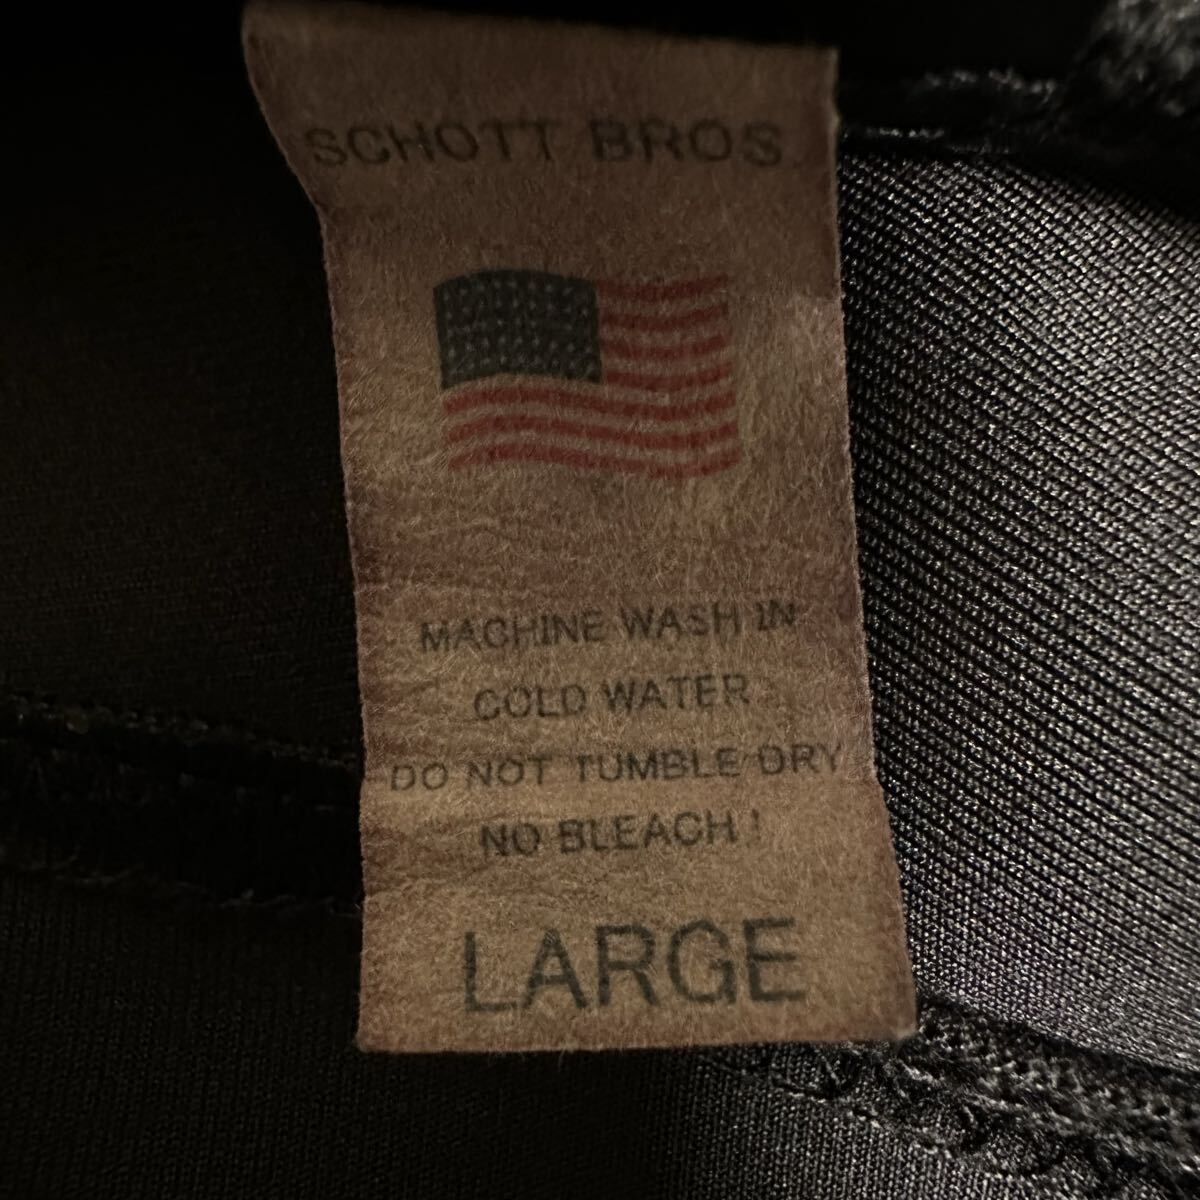 SCHOTT BROS.
MACHINE WASH IN
COLD WATER
DO NOT TUMBLE DRY
NO BLEACH !
LARGE